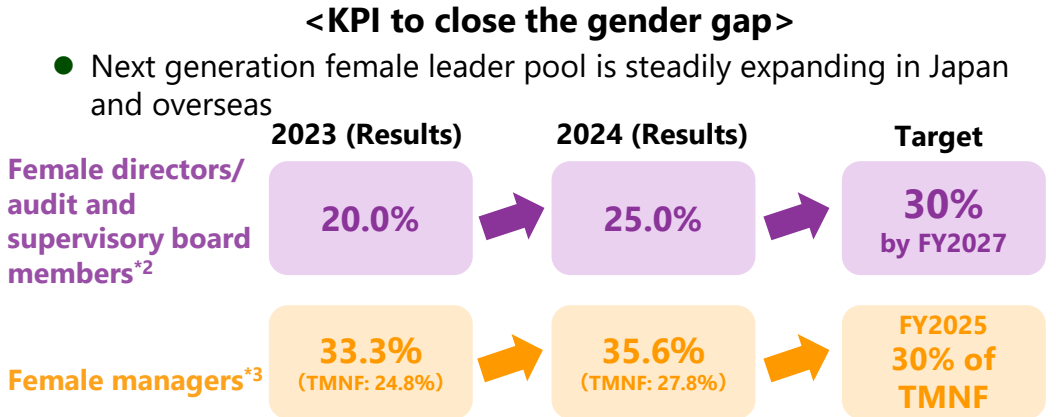 <KPI to close the gender gap>
● Next generation female leader pool is steadily expanding in Japan
and overseas
2023 (Results)
2024 (Results)
Target
Female directors/
audit and
supervisory board
members*2
20.0%
25.0%
30%
by FY2027
Female managers*3
33.3%
(TMNF: 24.8%)
35.6%
(TMNF: 27.8%)
FY2025
30% of
TMNF